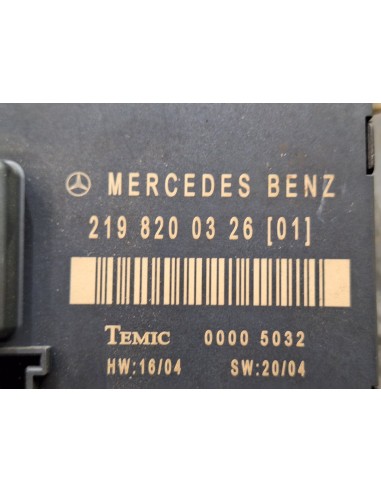 MERCEDES BENZ
219 820 03 26 [01]
TEMIC 0000 5032
HW:16/04 SW:20/04